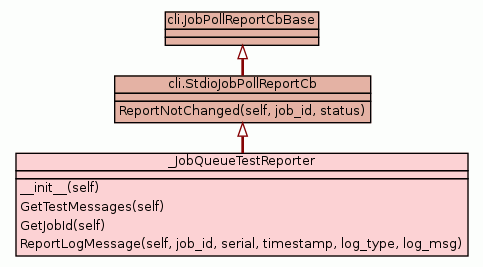 cli.JobPollReportCbBase
cli.StdioJobPollReportCb
ReportNotChanged(self, job_id, status)
_JobQueueTestReporter
__init__(self)
GetTestMessages(self)
GetJobId(self)
ReportLogMessage(self, job_id, serial, timestamp, log_type, log_msg)